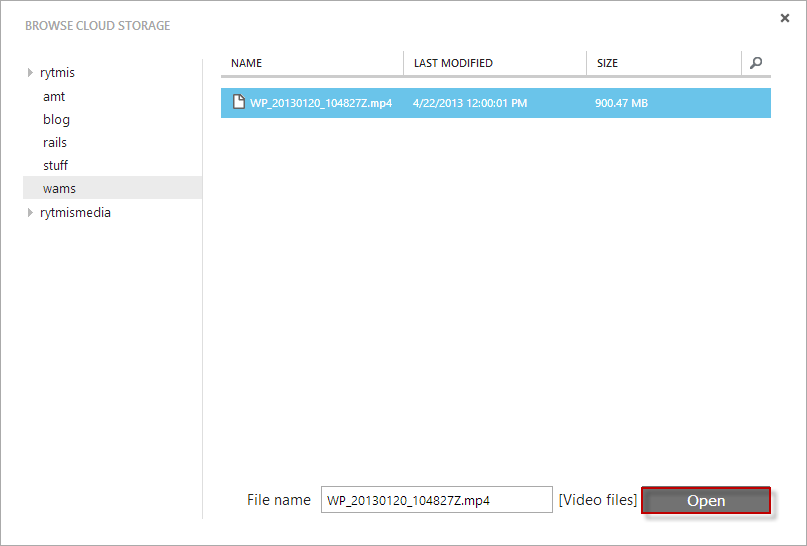 BROWSE CLOUD STORAGE
rytmis
amt
blog
rails
stuff
wams
rytmismedia
NAME LAST MODIFIED SIZE
WP_20130120_104827Z.mp4 4/22/2013 12:00:01 PM 900.47 MB
File name WP_20130120_104827Z.mp4 [Video files] Open